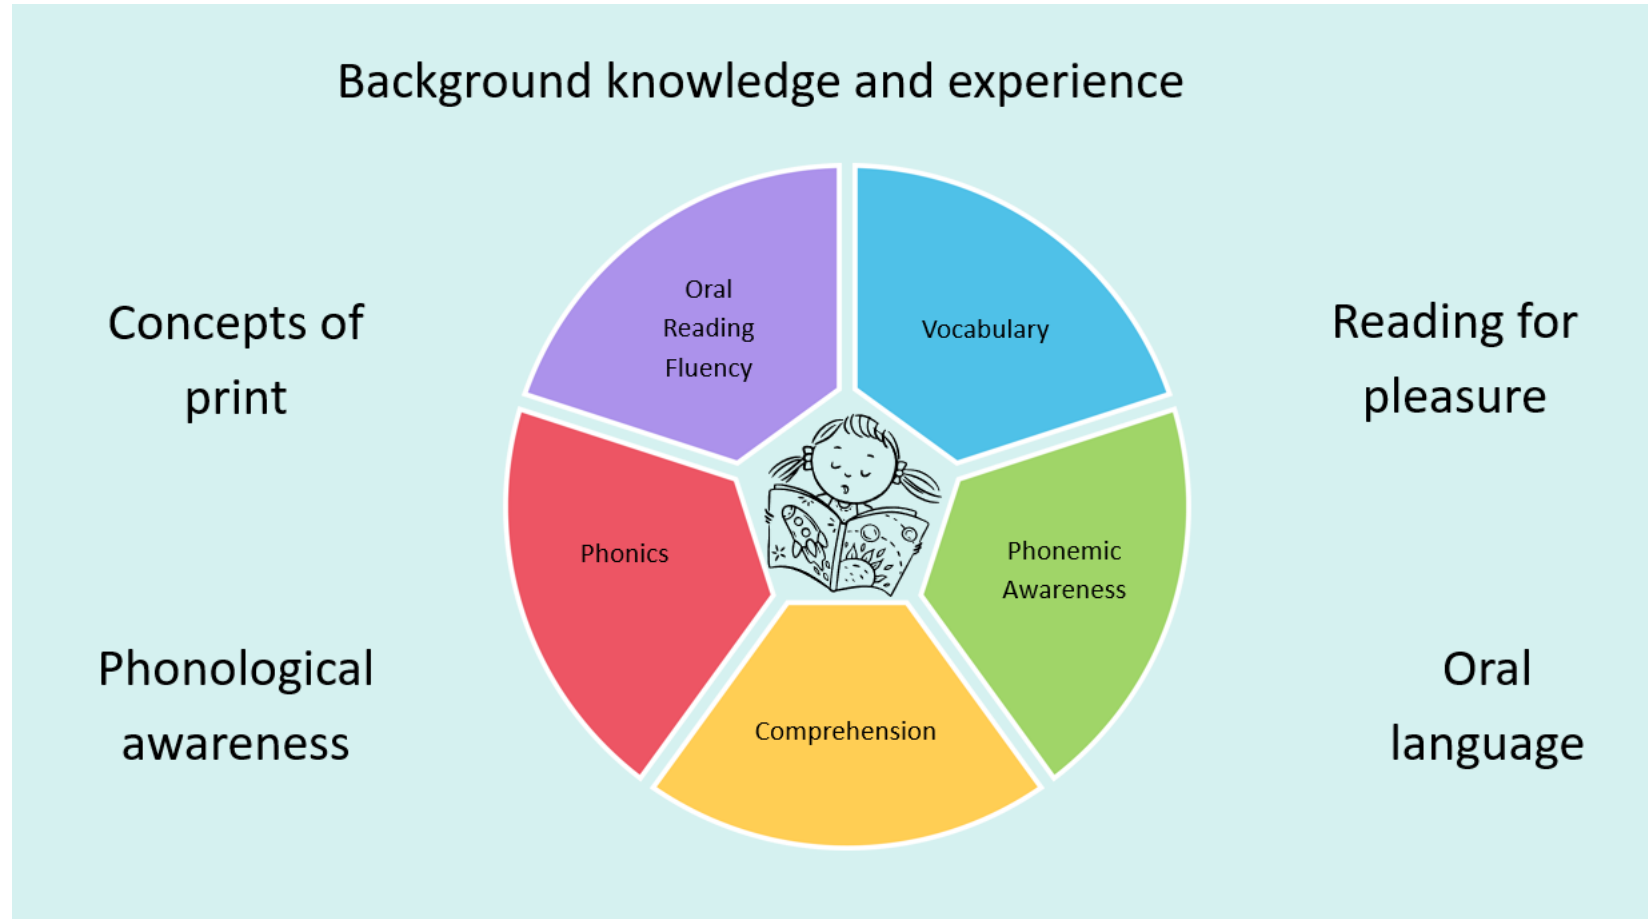 Background knowledge and experience
Oral
Reading
Fluency
Vocabulary
Concepts of
print
Reading for
pleasure
Phonics
Phonemic
Awareness
Comprehension
Phonological
awareness
Oral
language